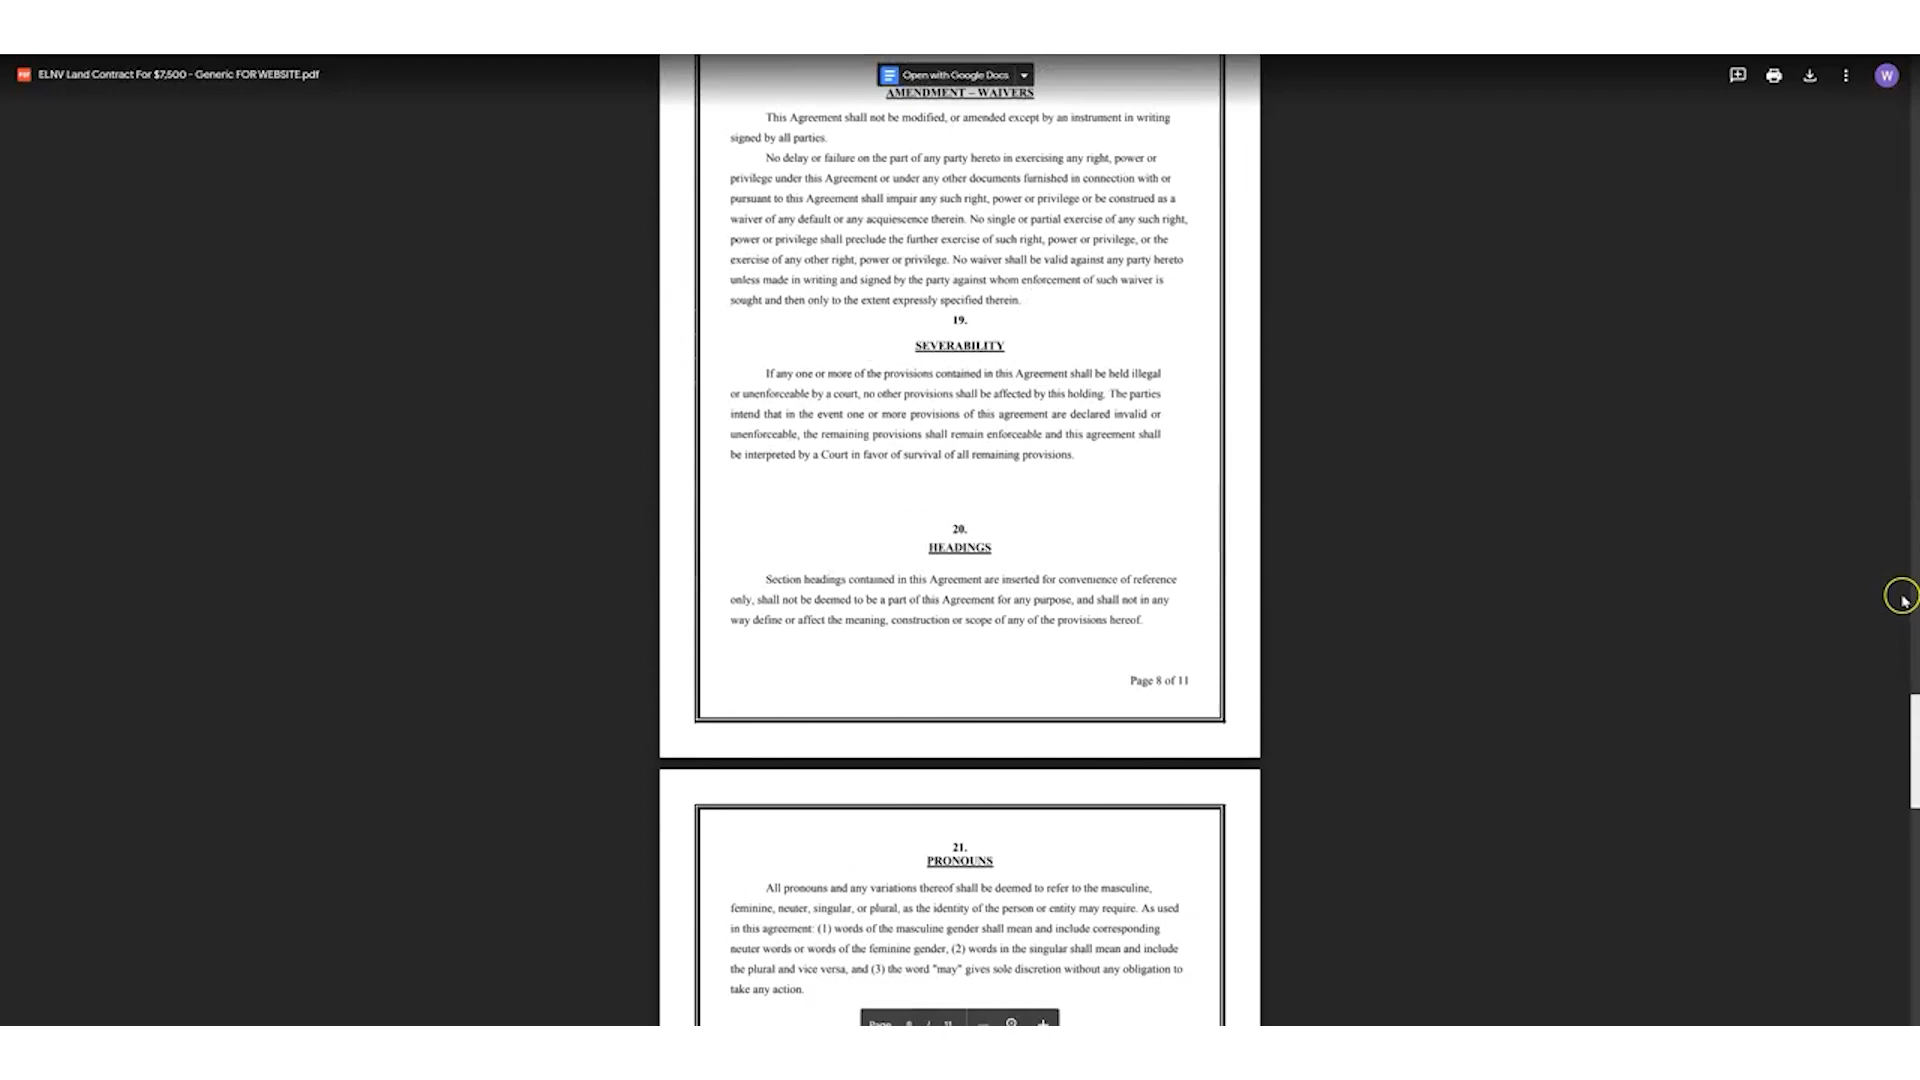 ELNV Land Contract For $7,500 - Generic FOR WEBSITE.pdf
Open with Google Docs
W
AMENDMENT – WAIVERS
This Agreement shall not be modified, or amended except by an instrument in writing
signed by all parties.
No delay or failure on the part of any party hereto in exercising any right, power or
privilege under this Agreement or under any other documents furnished in connection with or
pursuant to this Agreement shall impair any such right, power or privilege or be construed as a
waiver of any default or any acquiescence therein. No single or partial exercise of any such right,
power or privilege shall preclude the further exercise of such right, power or privilege, or the
exercise of any other right, power or privilege. No waiver shall be valid against any party hereto
unless made in writing and signed by the party against whom enforcement of such waiver is
sought and then only to the extent expressly specified therein.
19.
SEVERABILITY
If any one or more of the provisions contained in this Agreement shall be held illegal
or unenforceable by a court, no other provisions shall be affected by this holding. The parties
intend that in the event one or more provisions of this agreement are declared invalid or
unenforceable, the remaining provisions shall remain enforceable and this agreement shall
be interpreted by a Court in favor of survival of all remaining provisions.
20.
HEADINGS
Section headings contained in this Agreement are inserted for convenience of reference
only, shall not be deemed to be a part of this Agreement for any purpose, and shall not in any
way define or affect the meaning, construction or scope of any of the provisions hereof.
Page 8 of 11
21.
PRONOUNS
All pronouns and any variations thereof shall be deemed to refer to the masculine,
feminine, neuter, singular, or plural, as the identity of the person or entity may require. As used
in this agreement: (1) words of the masculine gender shall mean and include corresponding
neuter words or words of the feminine gender, (2) words in the singular shall mean and include
the plural and vice versa, and (3) the word "may" gives sole discretion without any obligation to
take any action.
Page 8 / 11